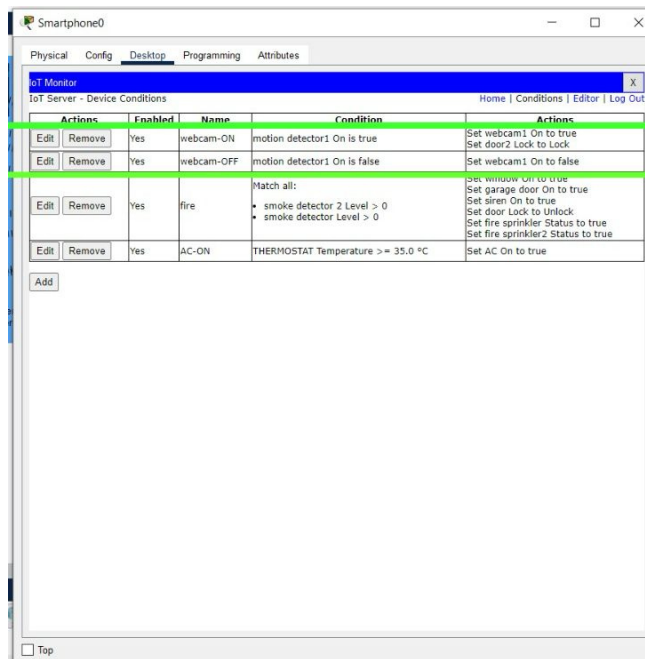 Smartphone0
Physical Config Desktop Programming Attributes
IoT Monitor X
IoT Server - Device Conditions Home | Conditions | Editor | Log Out
Actions Enabled Name Condition Actions
Edit Remove Yes webcam-ON motion detector1 On is true Set webcam1 On to true
Set door2 Lock to Lock
Edit Remove Yes webcam-OFF motion detector1 On is false Set webcam1 On to false
Edit Remove Yes fire Match all:
• smoke detector 2 Level > 0
• smoke detector Level > 0
Set window On to true
Set garage door On to true
Set siren On to true
Set door Lock to Unlock
Set fire sprinkler Status to true
Set fire sprinkler2 Status to true
Edit Remove Yes AC-ON THERMOSTAT Temperature >= 35.0 °C Set AC On to true
Add
Top